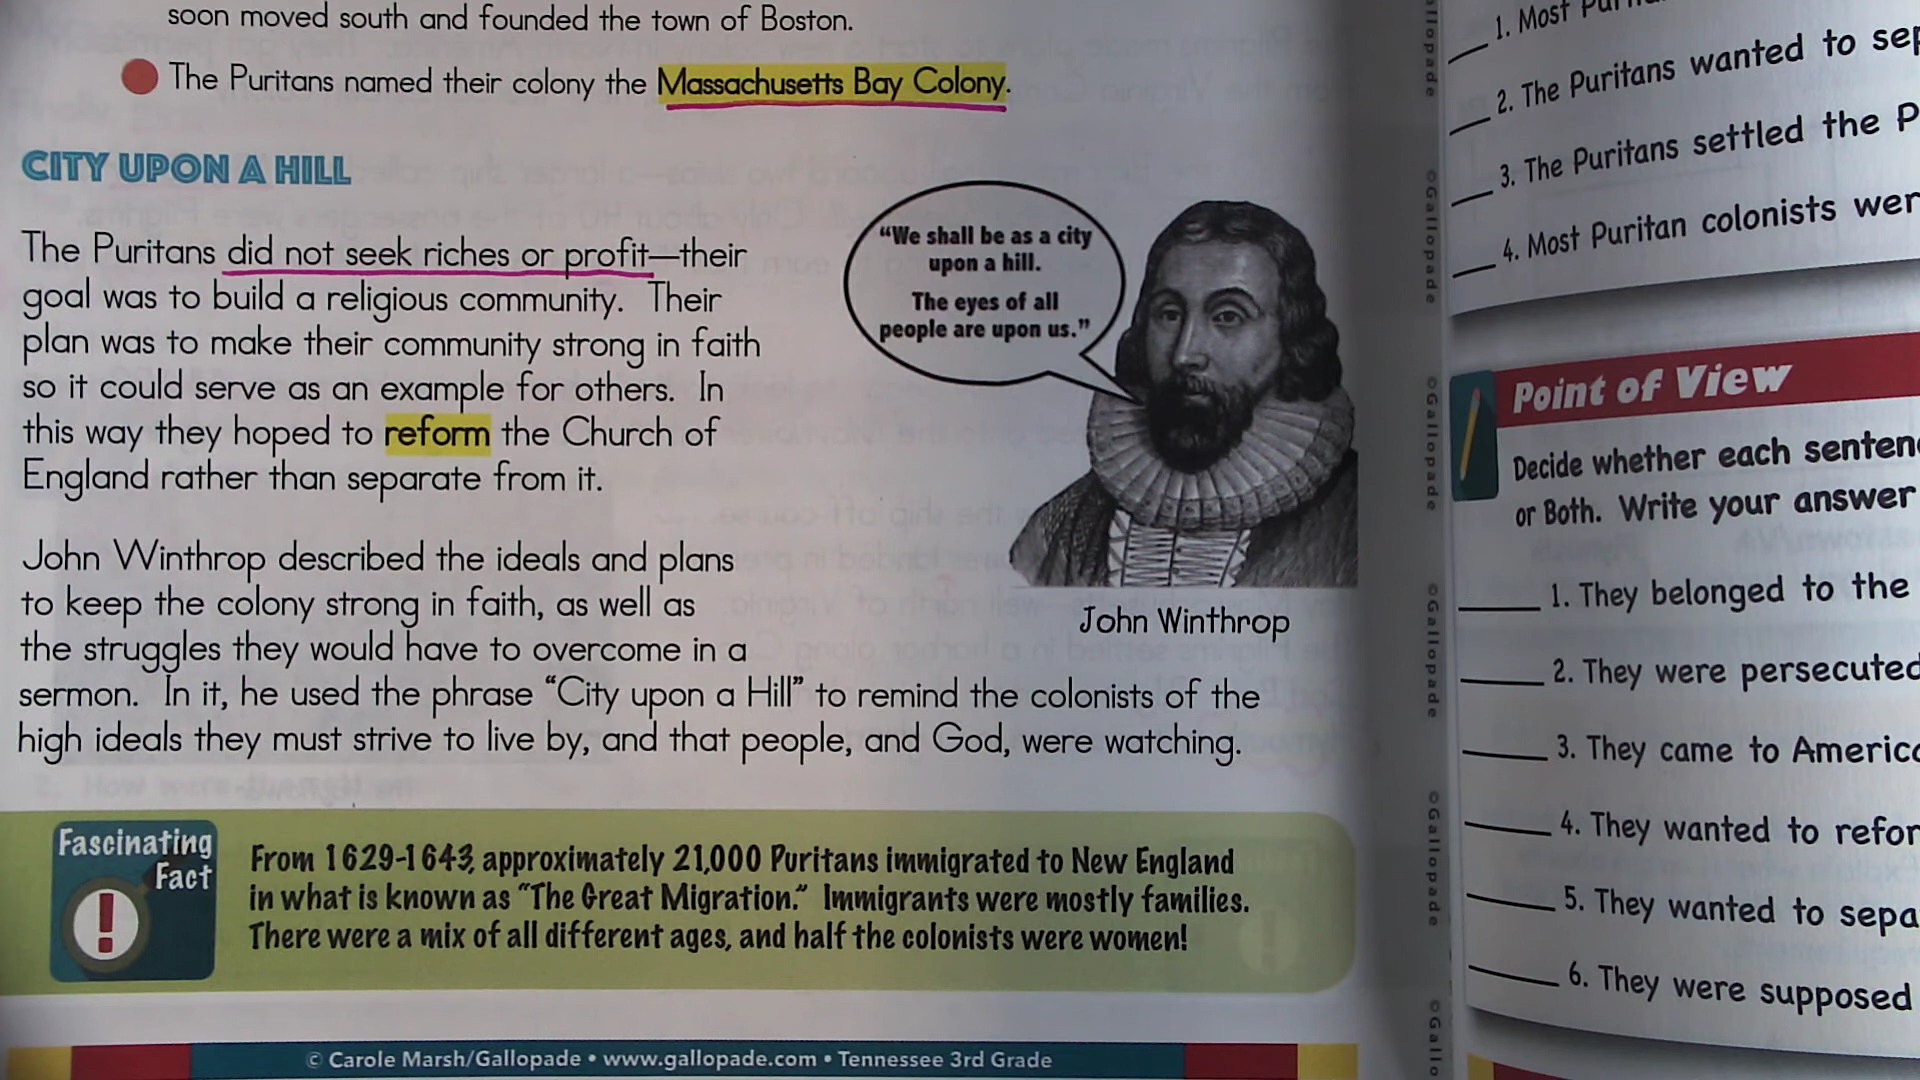 soon moved south and founded the town of Boston.
The Puritans named their colony the Massachusetts Bay Colony.
CITY UPON A HILL
The Puritans did not seek riches or profit—their
goal was to build a religious community. Their
plan was to make their community strong in faith
so it could serve as an example for others. In
this way they hoped to reform the Church of
England rather than separate from it.
"We shall be as a city
upon a hill.
The eyes of all
people are upon us."
John Winthrop
John Winthrop described the ideals and plans
to keep the colony strong in faith, as well as
the struggles they would have to overcome in a
sermon. In it, he used the phrase "City upon a Hill" to remind the colonists of the
high ideals they must strive to live by, and that people, and God, were watching.
Fascinating
Fact
!
From 1629-1643, approximately 21,000 Puritans immigrated to New England
in what is known as "The Great Migration." Immigrants were mostly families.
There were a mix of all different ages, and half the colonists were women!
© Carole Marsh/Gallopade • www.gallopade.com • Tennessee 3rd Grade
©Gallopade
©Gallopade
©Gallopade
©Gallopade
1. Most
2. The Puritans wanted to
3. The Puritans settled the
4. Most Puritan colonists
Point of View
Decide whether each
or Both. Write your answer
1. They belonged to the
2. They were persecuted
3. They came to
4. They wanted to
5. They wanted to
6. They were supposed